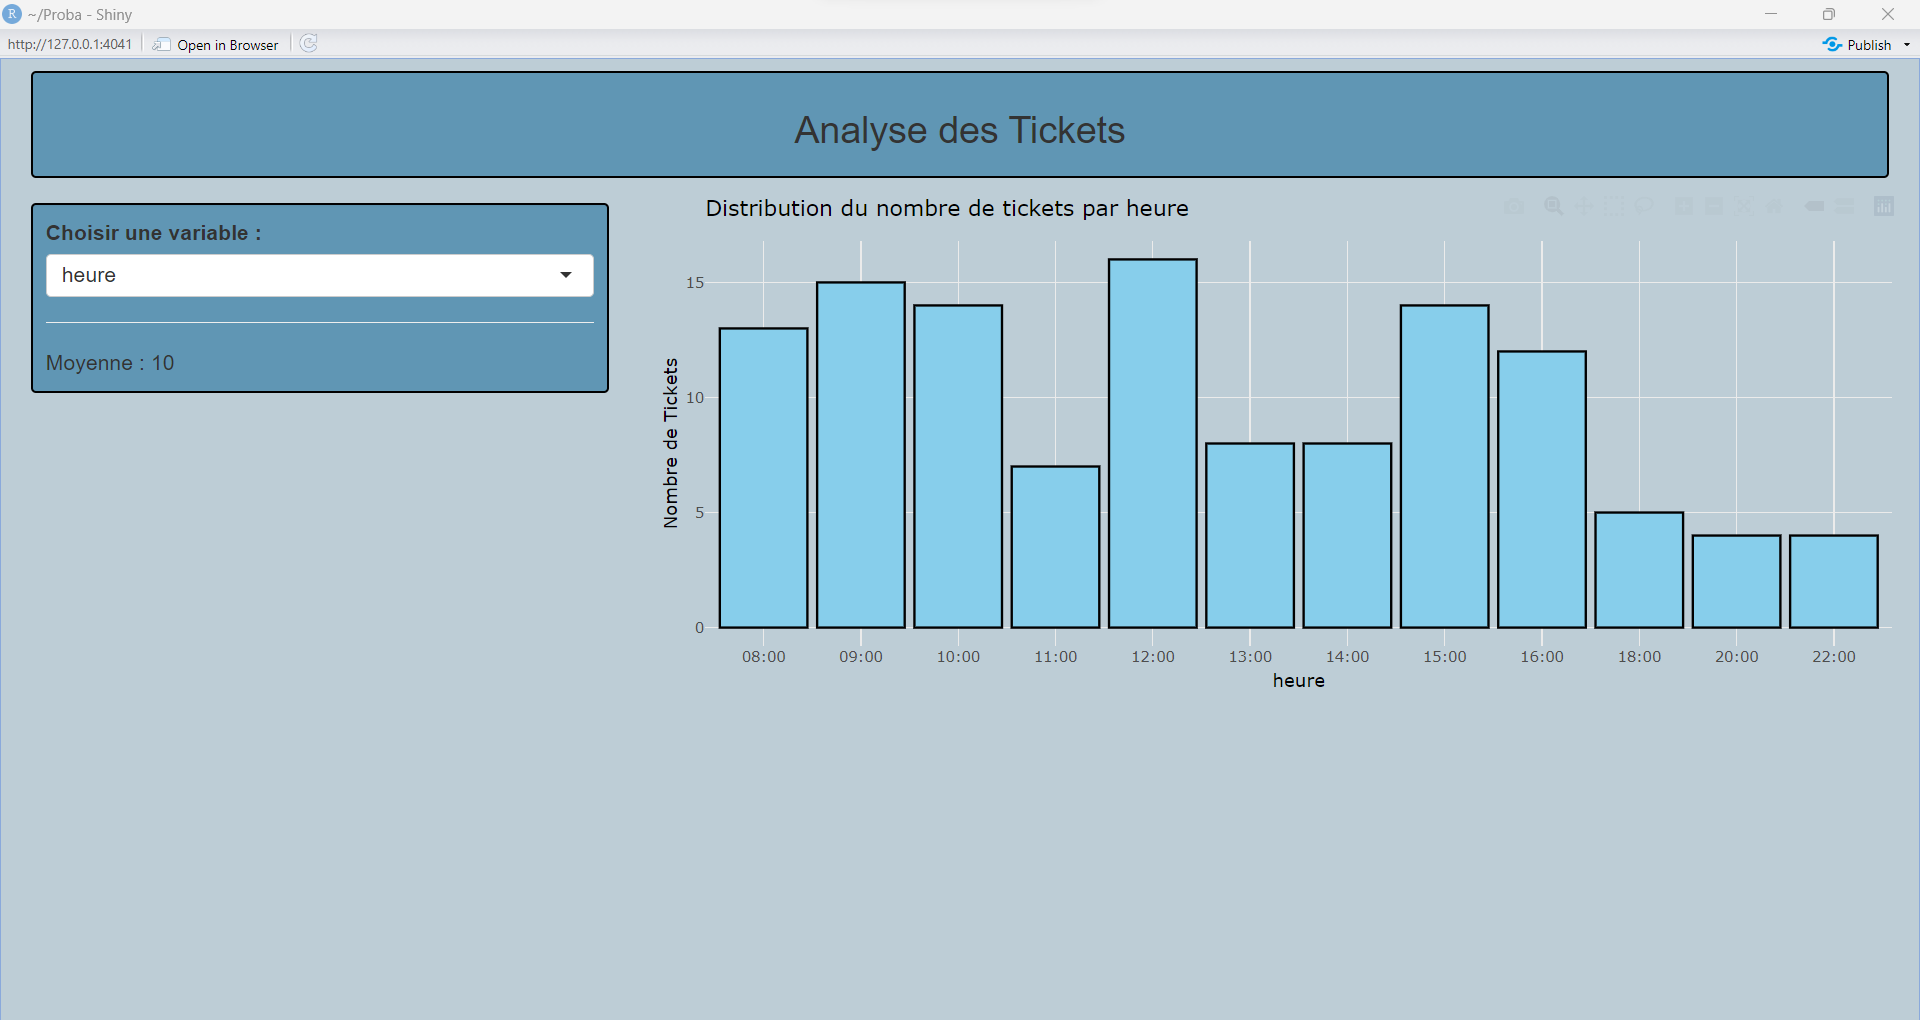 R ~/Proba - Shiny
http://127.0.0.1:4041 Open in Browser Publish
Analyse des Tickets
Choisir une variable :
heure
Moyenne : 10
Distribution du nombre de tickets par heure
Nombre de Tickets
15
10
5
0
08:00 09:00 10:00 11:00 12:00 13:00 14:00 15:00 16:00 18:00 20:00 22:00
heure